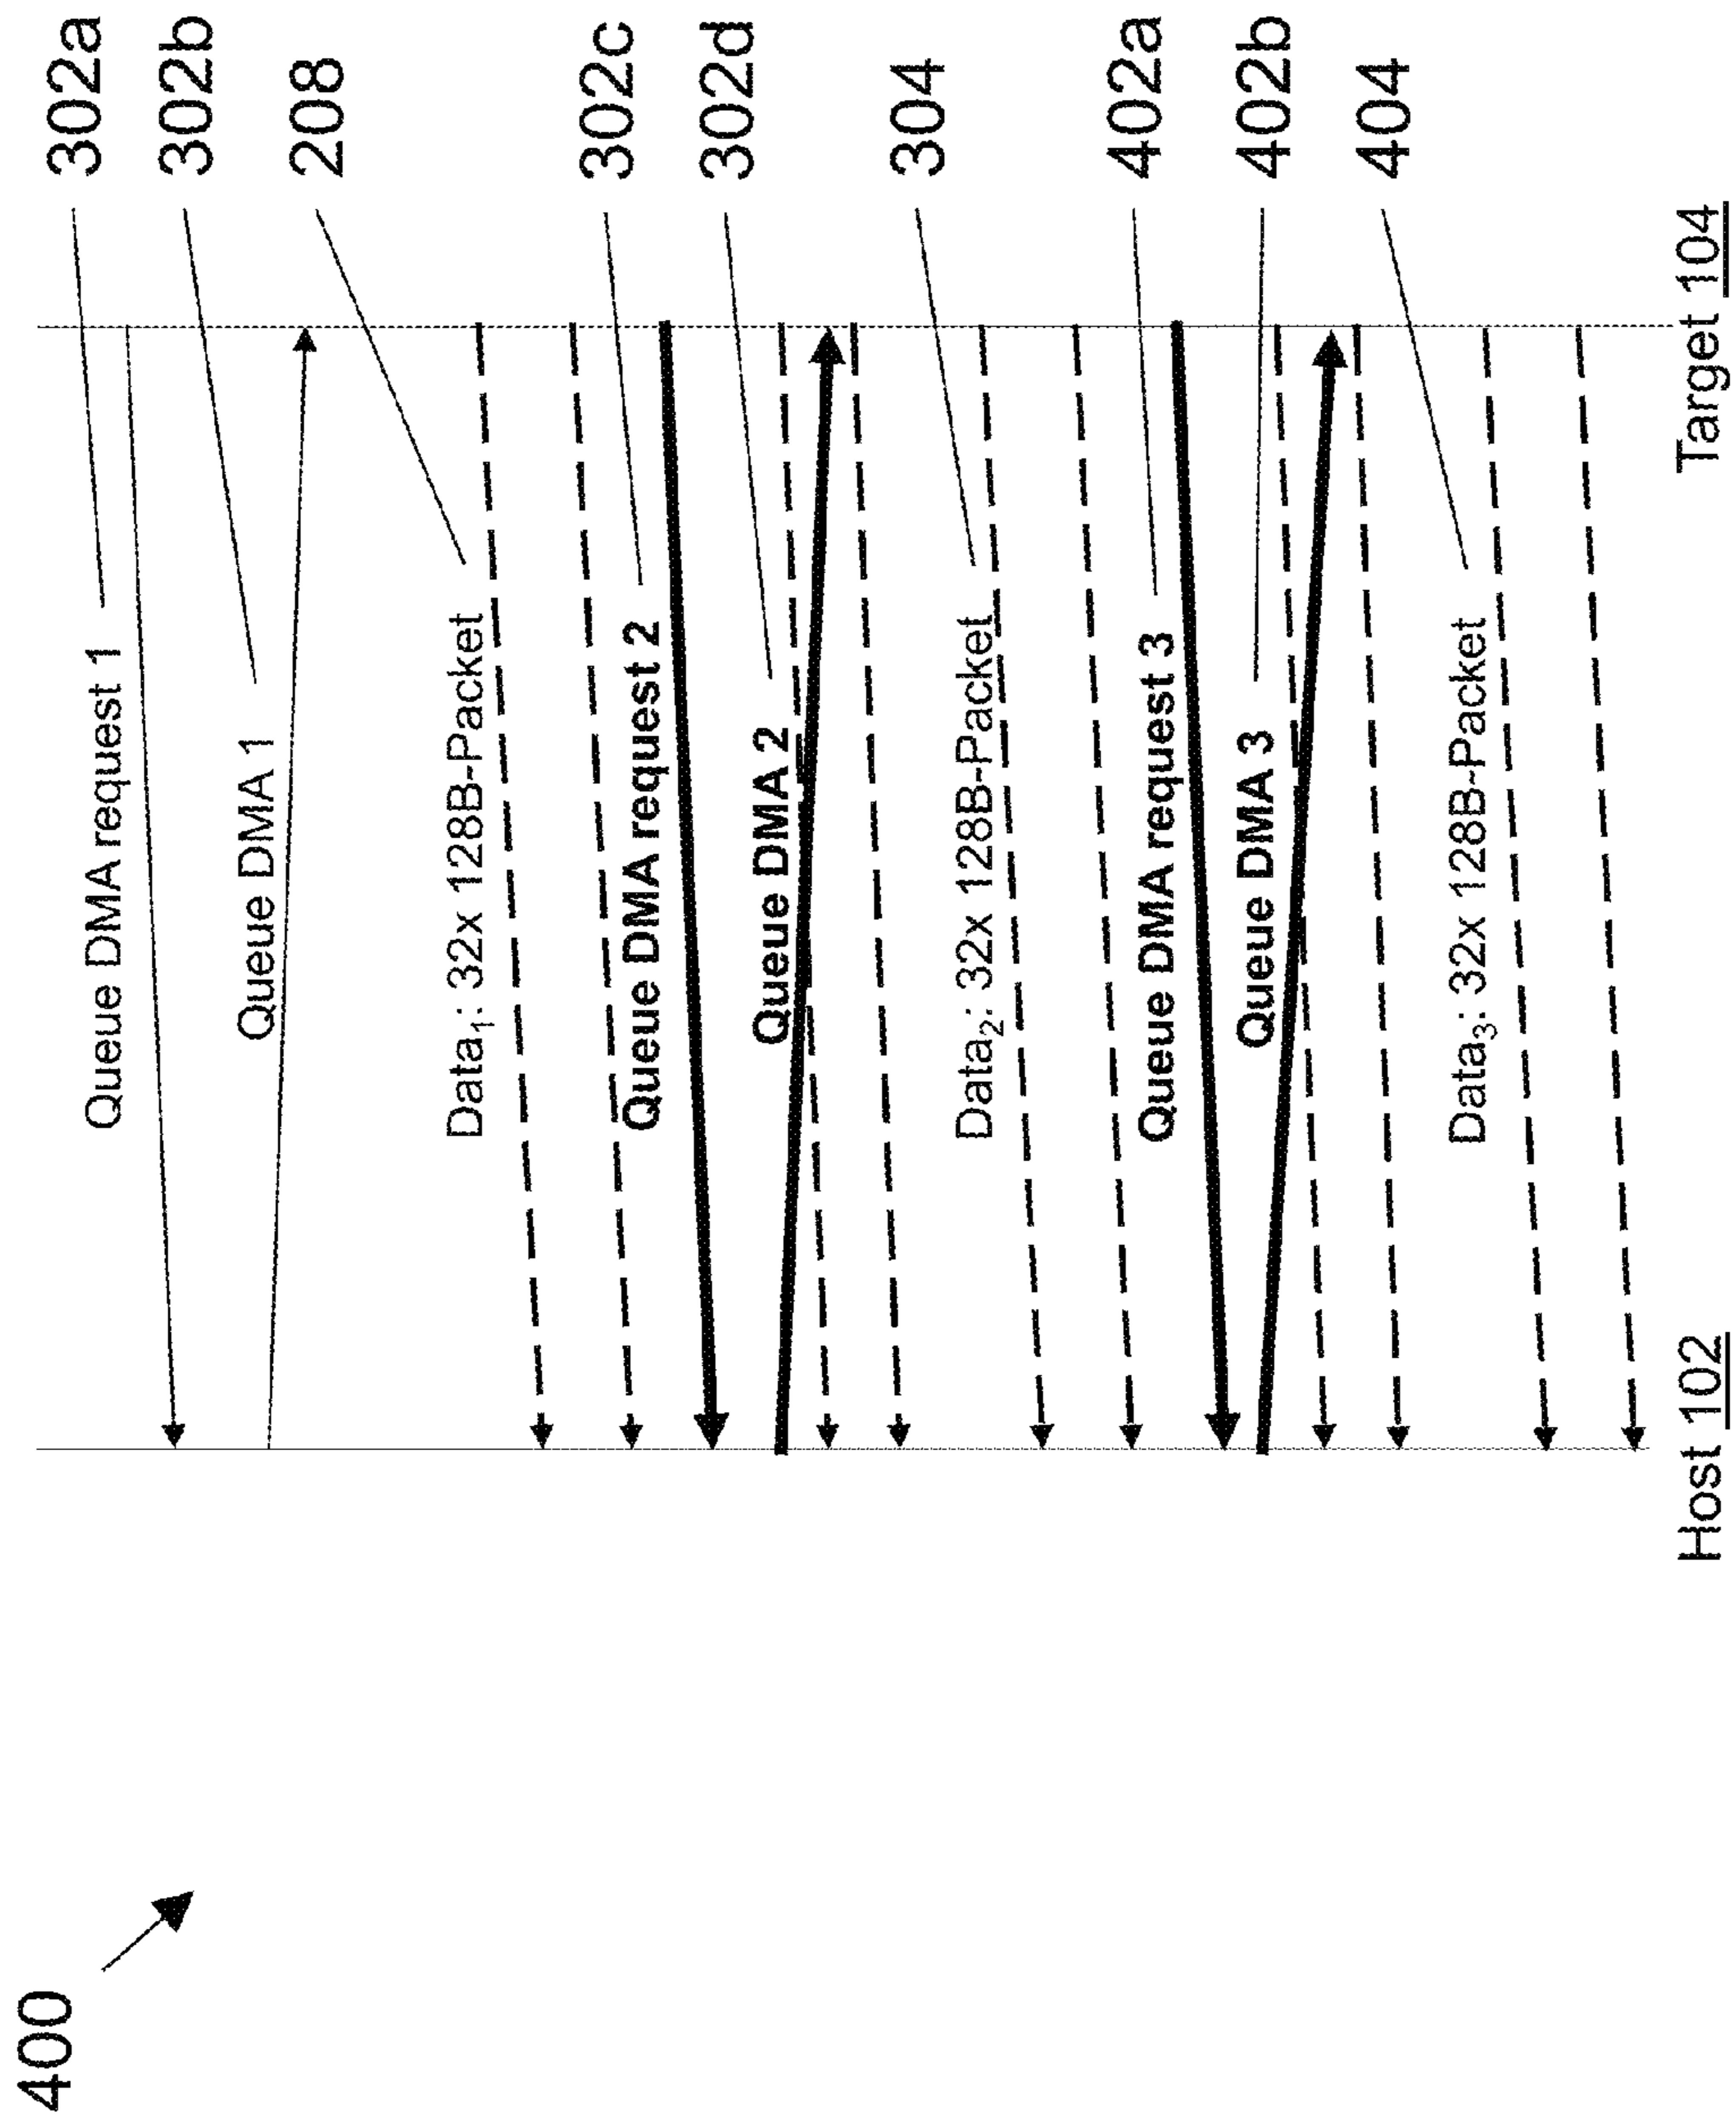 400
Queue DMA request 1
302a
Queue DMA 1
302b
Data₁: 32x 128B-Packet
208
Queue DMA request 2
302c
Queue DMA 2
302d
Data₂: 32x 128B-Packet
304
Queue DMA request 3
402a
Queue DMA 3
402b
Data₃: 32x 128B-Packet
404
Host 102
Target 104